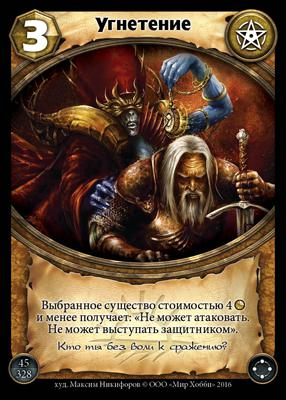 3
Угнетение
Выбранное существо стоимостью 4
и менее получает: «Не может атаковать.
Не может выступать защитником».
Кто ты без воли к сражению?
45
328
худ. Максим Никифоров © ООО «Мир Хобби» 2016